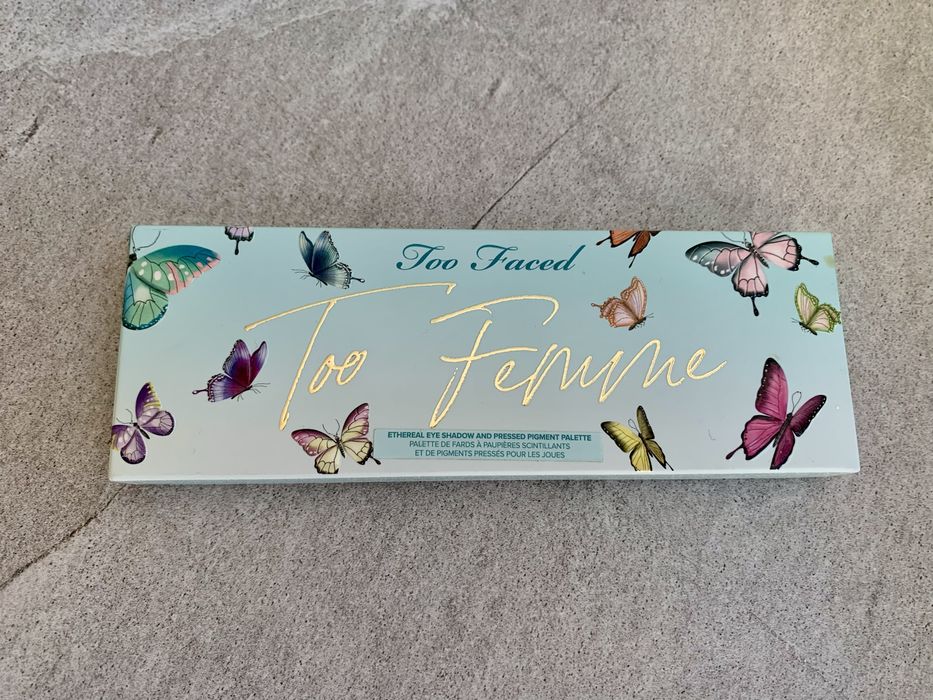 Too Faced
Too Femme
ETHEREAL EYE SHADOW AND PRESSED PIGMENT PALETTE
PALETTE DE FARDS À PAUPIÈRES SCINTILLANTS
ET DE PIGMENTS PRESSÉS POUR LES JOUES